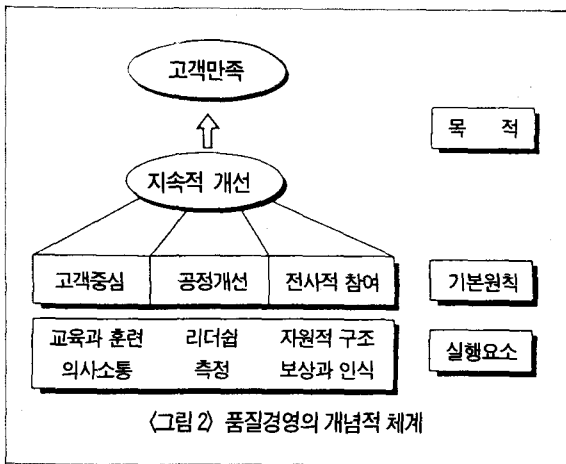 고객만족
목 적
지속적 개선
고객중심 공정개선 전사적 참여 기본원칙
교육과 훈련 리더쉽 자원적 구조 실행요소
의사소통 측정 보상과 인식
〈그림 2〉 품질경영의 개념적 체계